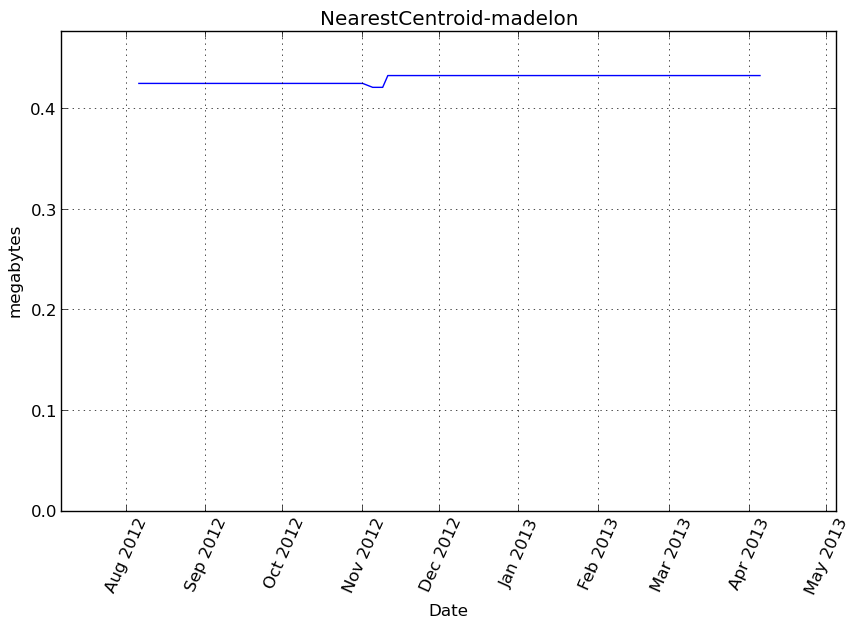 NearestCentroid-madelon
megabytes
0.4
0.3
0.2
0.1
0.0
Aug 2012
Sep 2012
Oct 2012
Nov 2012
Dec 2012
Jan 2013
Feb 2013
Mar 2013
Apr 2013
May 2013
Date